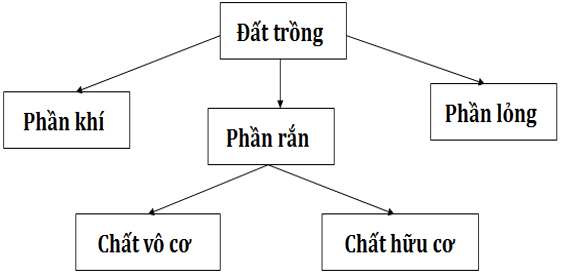 Đất trồng
Phần khí
Phần rắn
Phần lỏng
Chất vô cơ
Chất hữu cơ